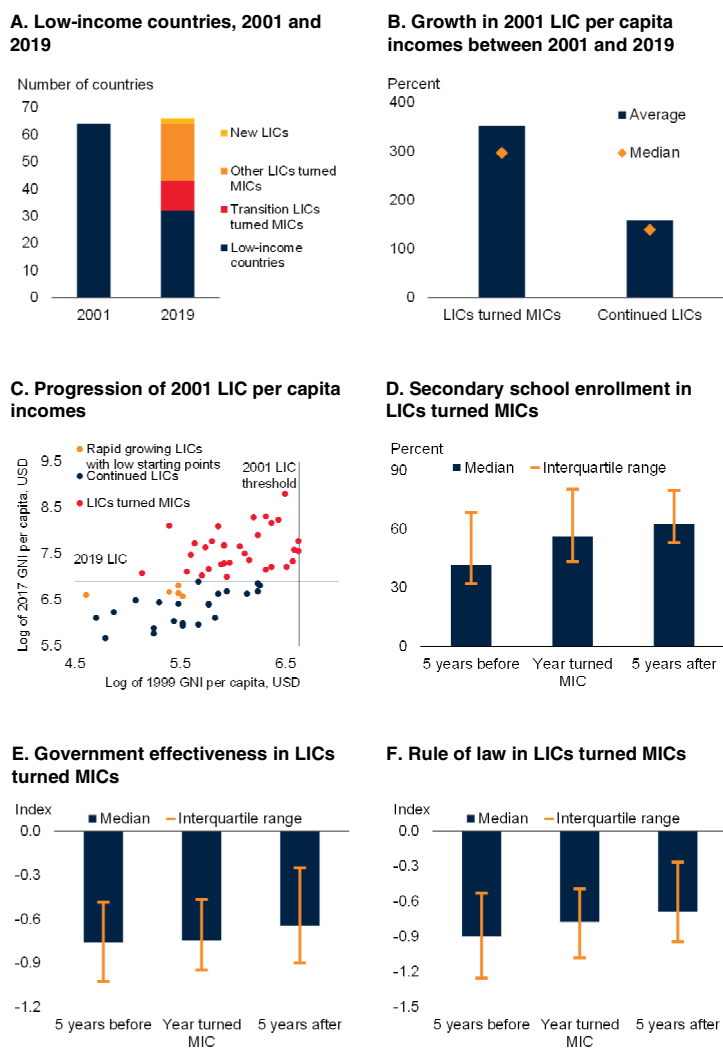 A. Low-income countries, 2001 and
2019
Number of countries
70
60
50
40
30
20
10
0
2001
2019
New LICs
Other LICs turned
MICs
Transition LICs
turned MICs
Low-income
countries
B. Growth in 2001 LIC per capita
incomes between 2001 and 2019
Percent
400
300
200
100
0
Average
Median
LICs turned MICs
Continued LICs
C. Progression of 2001 LIC per capita
incomes
Log of 2017 GNI per capita, USD
9.5
8.5
7.5
6.5
5.5
Rapid growing LICs
with low starting points
Continued LICs
LICs turned MICs
2001 LIC
threshold
2019 LIC
4.5
5.5
6.5
Log of 1999 GNI per capita, USD
D. Secondary school enrollment in
LICs turned MICs
Percent
90
60
30
0
Median
Interquartile range
5 years before
Year turned
MIC
5 years after
E. Government effectiveness in LICs
turned MICs
Index
0.0
-0.3
-0.6
-0.9
-1.2
Median
Interquartile range
5 years before
Year turned
MIC
5 years after
F. Rule of law in LICs turned MICs
Index
0.0
-0.3
-0.6
-0.9
-1.2
-1.5
Median
Interquartile range
5 years before
Year turned
MIC
5 years after